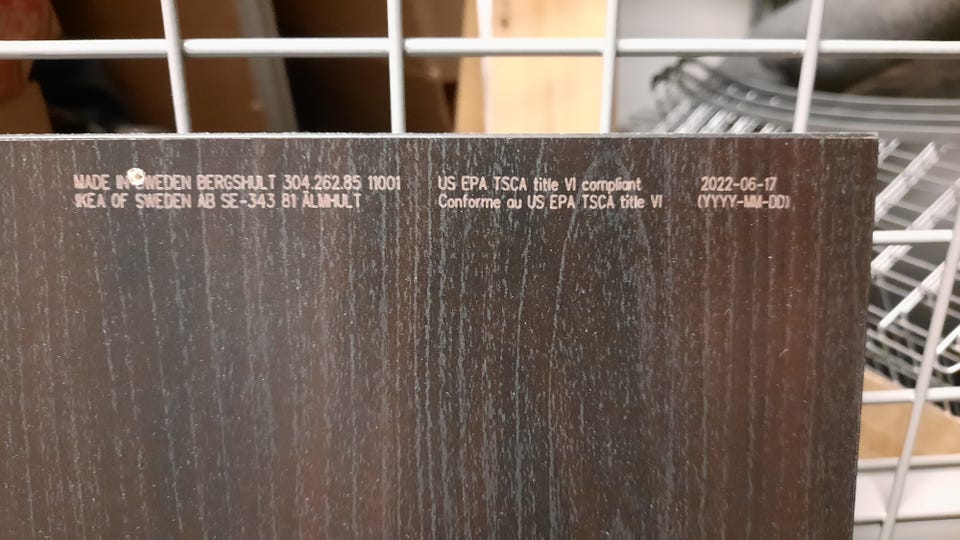 MADE IN SWEDEN BERGSHULT 304.262.85 11001
IKEA OF SWEDEN AB SE-343 81 ÄLMHULT
US EPA TSCA title VI compliant
Conforme au US EPA TSCA title VI
2022-06-17
(YYYY-MM-DD)